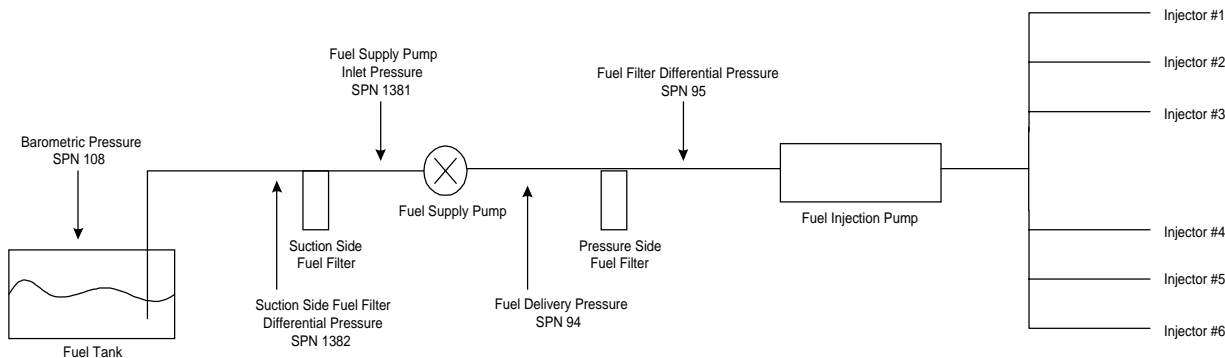 Barometric Pressure
SPN 108
Fuel Tank
Suction Side
Fuel Filter
Suction Side Fuel Filter
Differential Pressure
SPN 1382
Fuel Supply Pump
Inlet Pressure
SPN 1381
Fuel Supply Pump
Fuel Delivery Pressure
SPN 94
Pressure Side
Fuel Filter
Fuel Filter Differential Pressure
SPN 95
Fuel Injection Pump
Injector #1
Injector #2
Injector #3
Injector #4
Injector #5
Injector #6